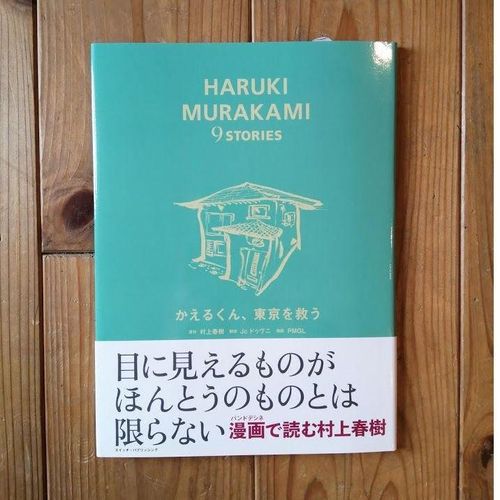 HARUKI
MURAKAMI
9 STORIES
かえるくん、東京を救う
原作 村上春樹 翻案 Jc ドゥヴニ 漫画 PMGL
目に見えるものが
ほんとうのものとは
限らない
バンドデシネ
漫画で読む村上春樹
スイッチ・パブリッシング